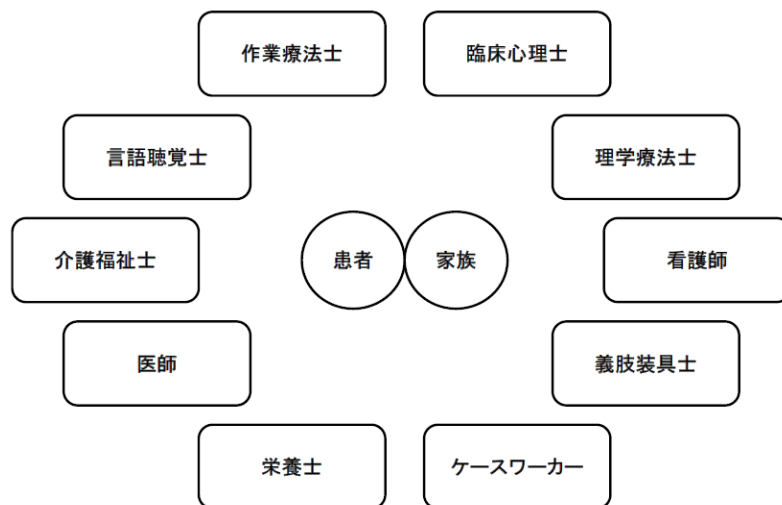 作業療法士
臨床心理士
言語聴覚士
理学療法士
患者
家族
介護福祉士
看護師
医師
義肢装具士
栄養士
ケースワーカー